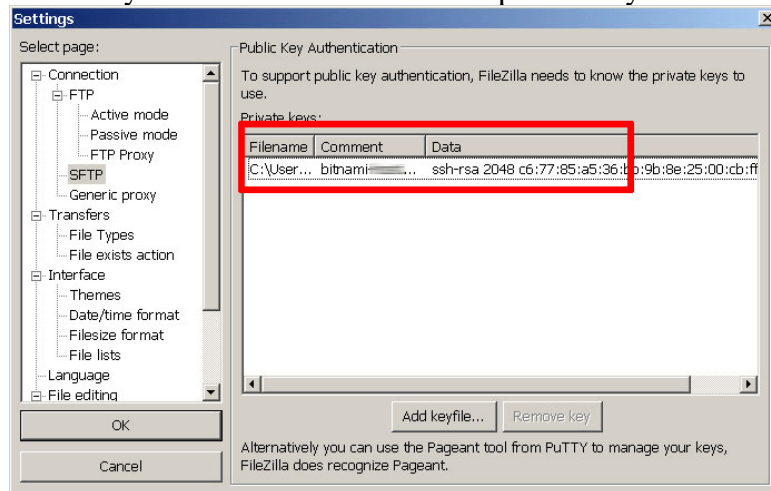 Settings
Select page:
Connection
FTP
Active mode
Passive mode
FTP Proxy
SFTP
Generic proxy
Transfers
File Types
File exists action
Interface
Themes
Date/time format
Filesize format
File lists
Language
File editing
OK
Cancel
Public Key Authentication
To support public key authentication, FileZilla needs to know the private keys to
use.
Private keys:
Filename Comment Data
C:\User... bitnami ... ssh-rsa 2048 c6:77:85:a5:36:bb:9b:8e:25:00:cb:ff
Add keyfile... Remove key
Alternatively you can use the Pageant tool from PuTTY to manage your keys,
FileZilla does recognize Pageant.